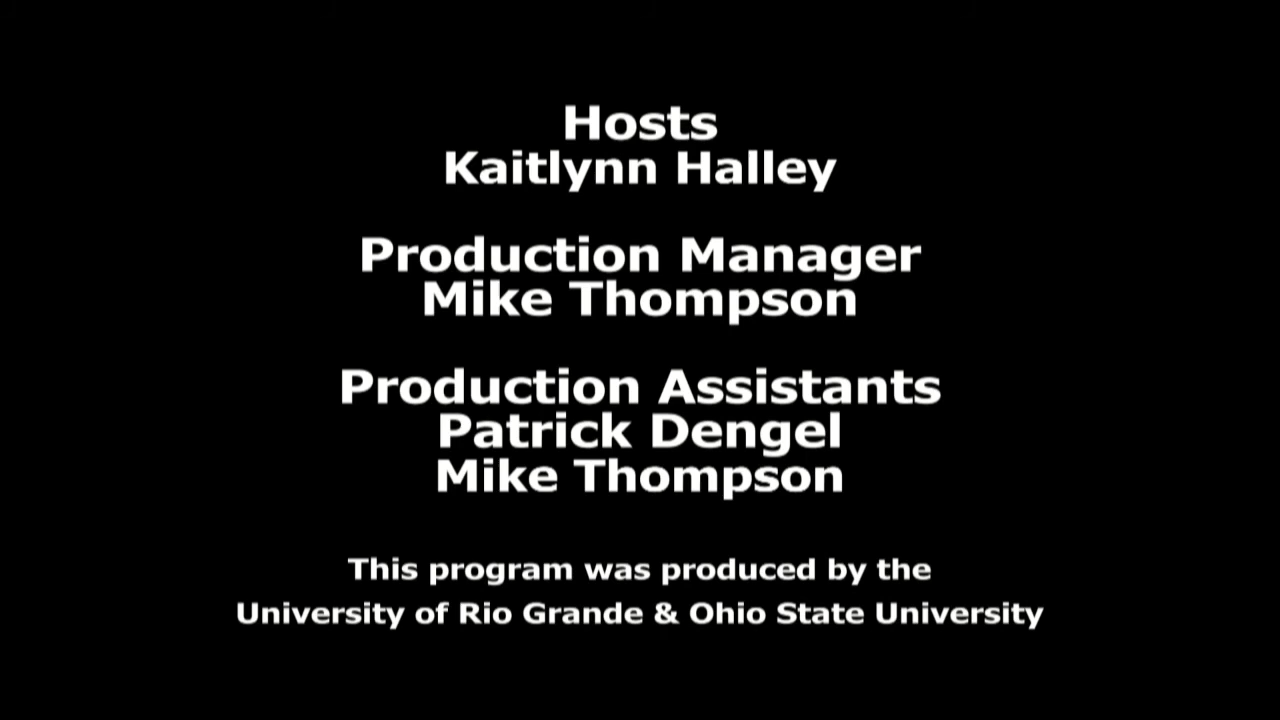 Hosts
Kaitlynn Halley
Production Manager
Mike Thompson
Production Assistants
Patrick Dengel
Mike Thompson
This program was produced by the
University of Rio Grande & Ohio State University